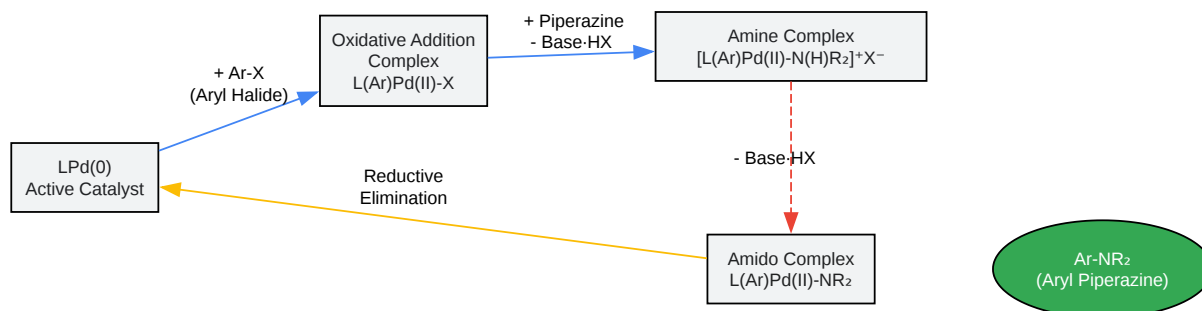 + Piperazine
- Base·HX
Oxidative Addition
Complex
L(Ar)Pd(II)-X
Amine Complex
[L(Ar)Pd(II)-N(H)R₂]⁺X⁻
+ Ar-X
(Aryl Halide)
LPd(0)
Active Catalyst
- Base·HX
Reductive
Elimination
Amido Complex
L(Ar)Pd(II)-NR₂
Ar-NR₂
(Aryl Piperazine)